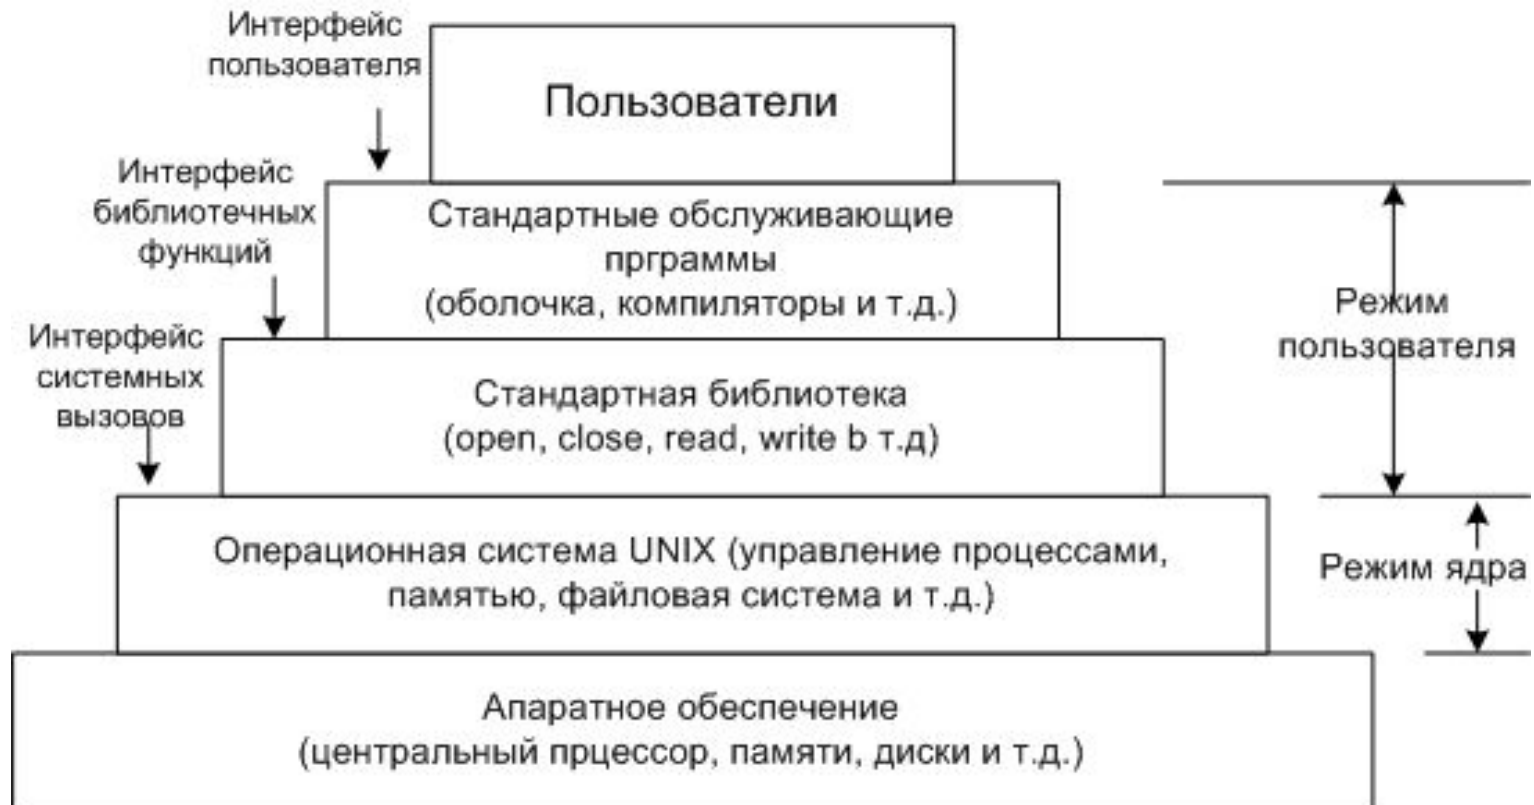 Интерфейс
пользователя
Пользователи
Интерфейс
библиотечных
функций
Стандартные обслуживающие
прграммы
(оболочка, компиляторы и т.д.)
Режим
пользователя
Интерфейс
системных
вызовов
Стандартная библиотека
(open, close, read, write b т.д)
Операционная система UNIX (управление процессами,
памятью, файловая система и т.д.)
Режим ядра
Апаратное обеспечение
(центральный прцессор, памяти, диски и т.д.)